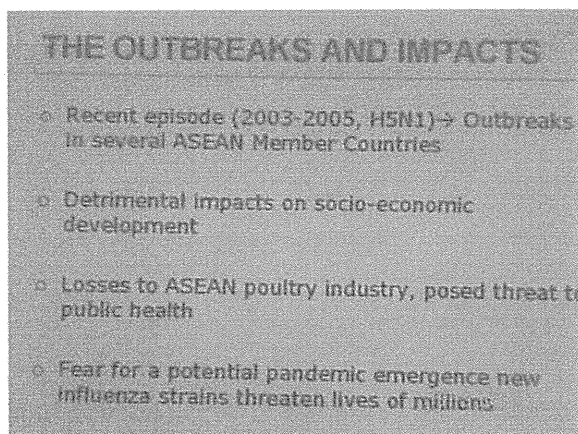 THE OUTBREAKS AND IMPACTS
o Recent episode (2003-2005, H5N1)→ Outbreaks
in several ASEAN Member Countries
o Detrimental impacts on socio-economic
development
o Losses to ASEAN poultry industry, posed threat to
public health
o Fear for a potential pandemic emergence new
influenza strains threaten lives of millions